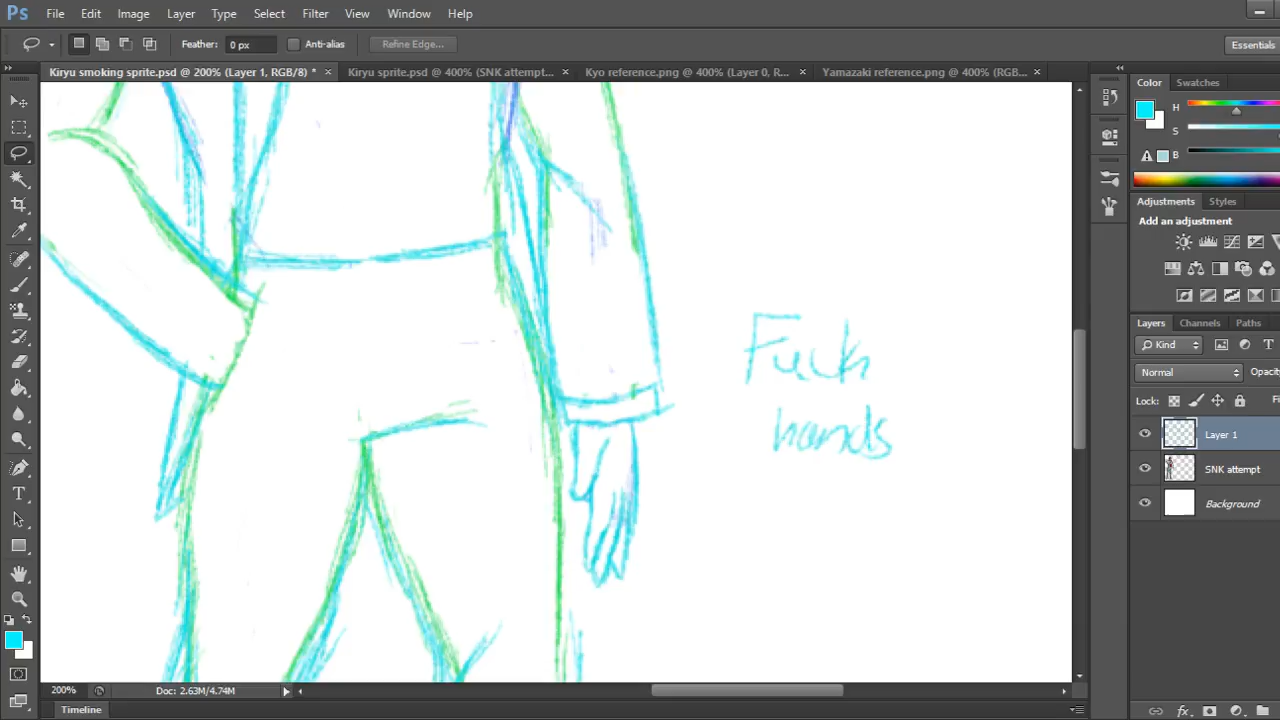 Ps File Edit Image Layer Type Select Filter View Window Help
Feather: 0 px Anti-alias Refine Edge... Essentials
Kiryu smoking sprite.psd @ 200% (Layer 1, RGB/8) * × Kiryu sprite.psd @ 400% (SNK attempt... × Kyo reference.png @ 400% (Layer 0, R... × Yamazaki reference.png @ 400% (RGB... ×
Color Swatches
H
S
B
Adjustments Styles
Add an adjustment
Fuck
hands
Layers Channels Paths
Kind
Normal Opacity
Lock:
Layer 1
SNK attempt
Background
200% Doc: 2.63M/4.74M
Timeline